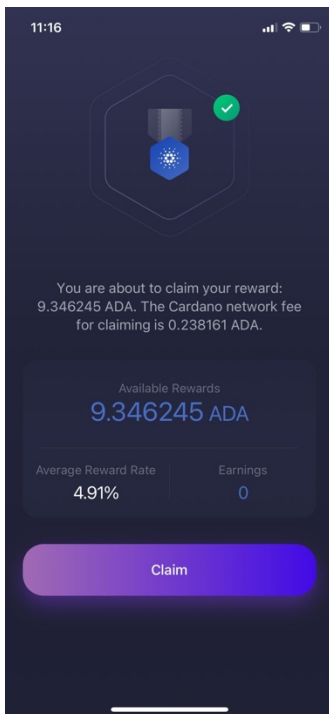 11:16
You are about to claim your reward:
9.346245 ADA. The Cardano network fee
for claiming is 0.238161 ADA.
Available Rewards
9.346245 ADA
Average Reward Rate
Earnings
4.91%
0
Claim